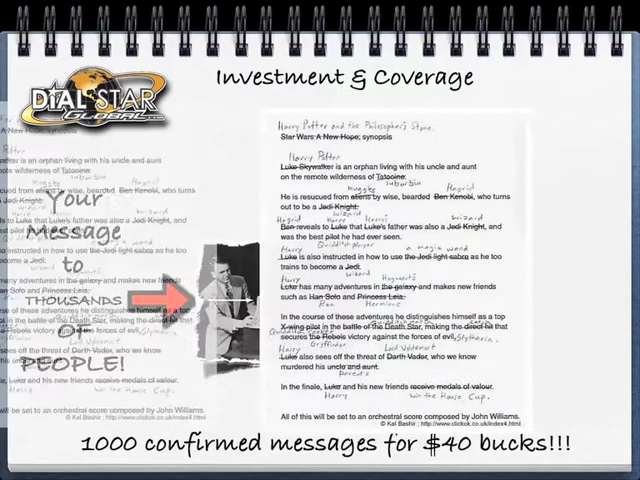 Investment & Coverage
DIAL STAR
GLOBAL.COM
Your
Message
to
THOUSANDS
OF
PEOPLE!
Harry Potter and the Philosopher's Stone
Star Wars A New Hope; synopsis
Harry Potter
Luke Skywalker is an orphan living with his uncle and aunt
on the remote wilderness of Tatooine:
suburbia
muggles
Hagrid
He is resucued from aliens by wise, bearded Ben Kenobi, who turns
out to be a Jedi Knight.
wizard
Hagrid Harry Harry's wizard
Ben reveals to Luke that Luke's father was also a Jedi Knight, and
was the best pilot he had ever seen.
Harry Quidditch player a magic wand
Luke is also instructed in how to use the Jedi light sabre as he too
trains to become a Jedi.
wizard
Harry Hogwarts
Luke has many adventures in the galaxy and makes new friends
such as Han Solo and Princess Leia.
Ron Hermione
In the course of these adventures he distinguishes himself as a top
X-wing pilot in the battle of the Death Star, making the direct hit that
secures the Rebels victory against the forces of evil.
Gryffindor Slytherin
Harry Lord Voldemort
Luke also sees off the threat of Darth Vader, who we know
murdered his uncle and aunt.
parents
In the finale, Luke and his new friends receive medals of valour.
Harry win the House Cup.
All of this will be set to an orchestral score composed by John Williams.
© Kal Bashir ; http://www.clickok.co.uk/index4.html
1000 confirmed messages for $40 bucks!!!